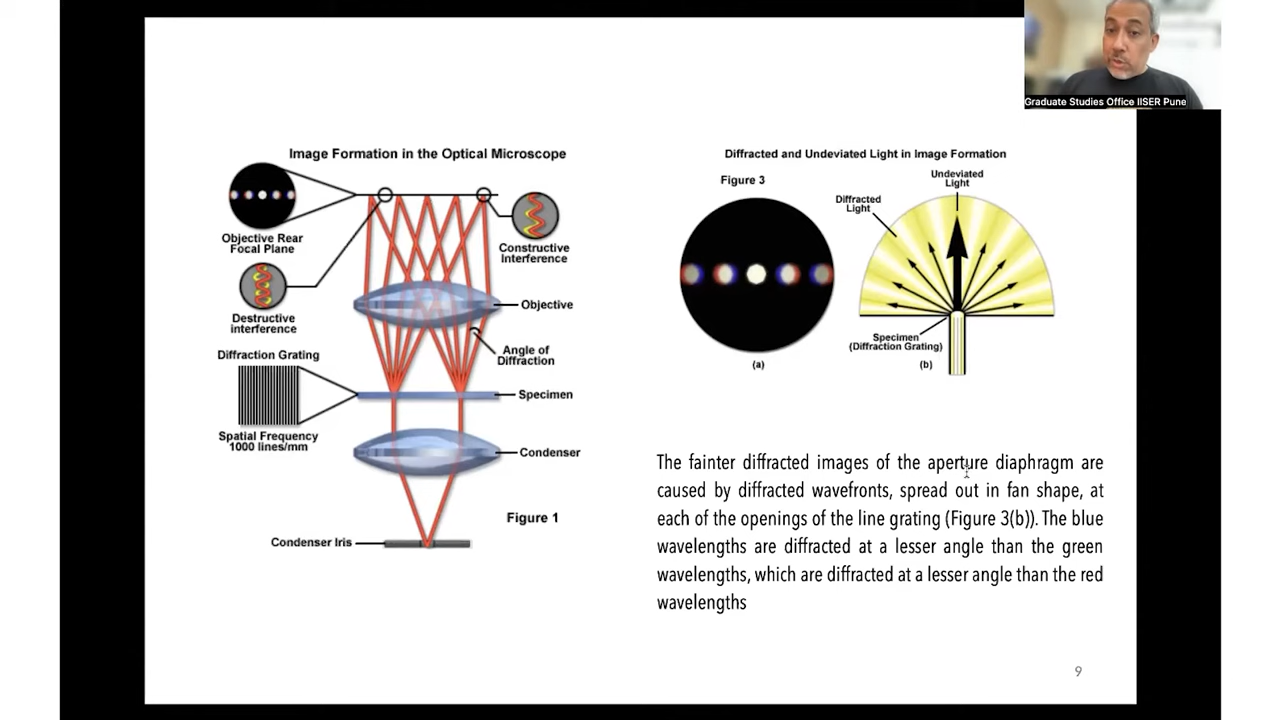 Graduate Studies Office IISER Pune
Image Formation in the Optical Microscope
Objective Rear
Focal Plane
Constructive
Interference
Destructive
interference
Objective
Diffraction Grating
Angle of
Diffraction
Specimen
Spatial Frequency
1000 lines/mm
Condenser
Figure 1
Condenser Iris
Diffracted and Undeviated Light in Image Formation
Figure 3
Undeviated
Light
Diffracted
Light
Specimen
(Diffraction Grating)
(a)
(b)
The fainter diffracted images of the aperture diaphragm are
caused by diffracted wavefronts, spread out in fan shape, at
each of the openings of the line grating (Figure 3(b)). The blue
wavelengths are diffracted at a lesser angle than the green
wavelengths, which are diffracted at a lesser angle than the red
wavelengths
9